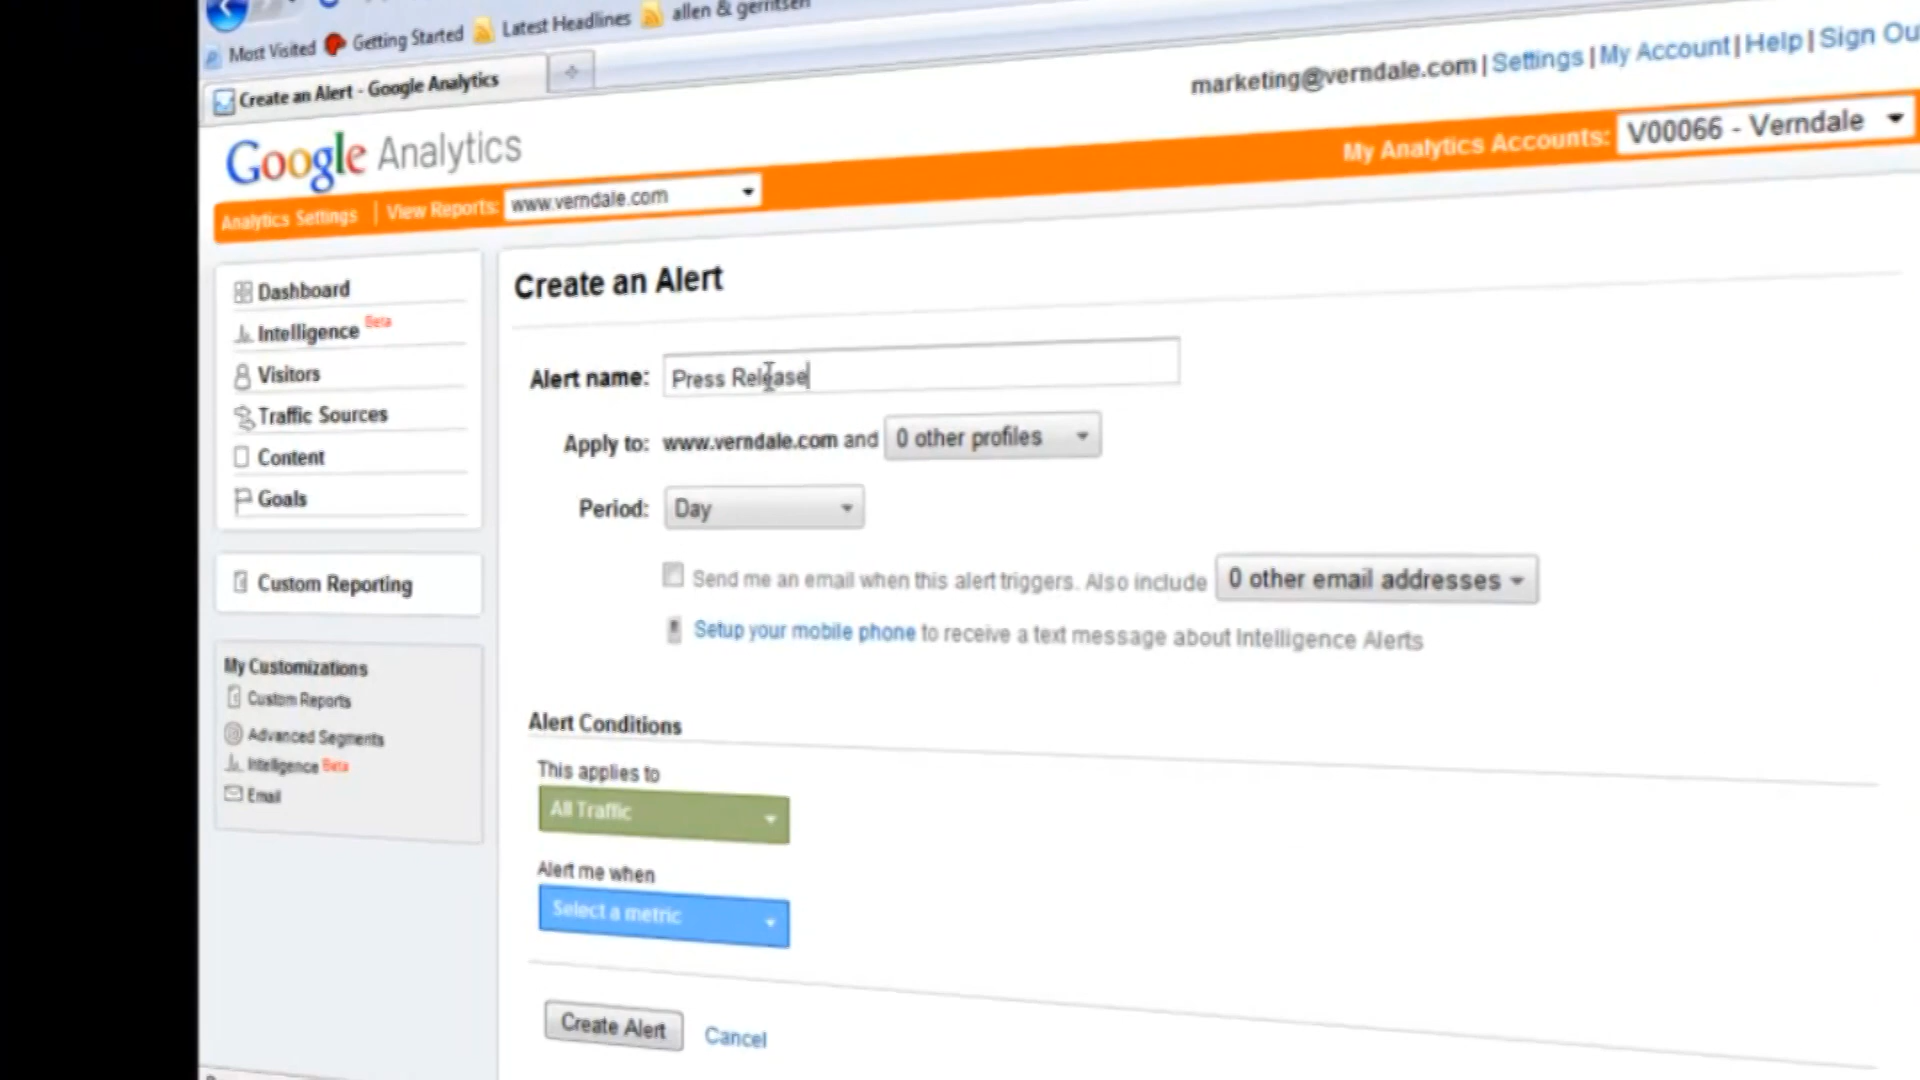 Most Visited Getting Started Latest Headlines allen & gerritsen
Create an Alert - Google Analytics
marketing@verndale.com | Settings | My Account | Help | Sign Ou
Google Analytics
My Analytics Accounts: V00066 - Verndale
Analytics Settings | View Reports: www.verndale.com
Dashboard
Intelligence Beta
Visitors
Traffic Sources
Content
Goals
Custom Reporting
My Customizations
Custom Reports
Advanced Segments
Intelligence Beta
Email
Create an Alert
Alert name: Press Release
Apply to: www.verndale.com and 0 other profiles
Period: Day
Send me an email when this alert triggers. Also include 0 other email addresses
Setup your mobile phone to receive a text message about Intelligence Alerts
Alert Conditions
This applies to
All Traffic
Alert me when
Select a metric
Create Alert Cancel